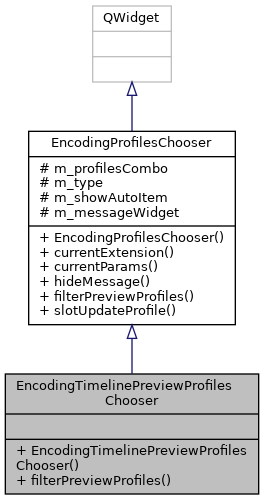 QWidget
EncodingProfilesChooser
# m_profilesCombo
# m_type
# m_showAutoItem
# m_messageWidget
+ EncodingProfilesChooser()
+ currentExtension()
+ currentParams()
+ hideMessage()
+ filterPreviewProfiles()
+ slotUpdateProfile()
EncodingTimelinePreviewProfiles
Chooser
+ EncodingTimelinePreviewProfiles
Chooser()
+ filterPreviewProfiles()